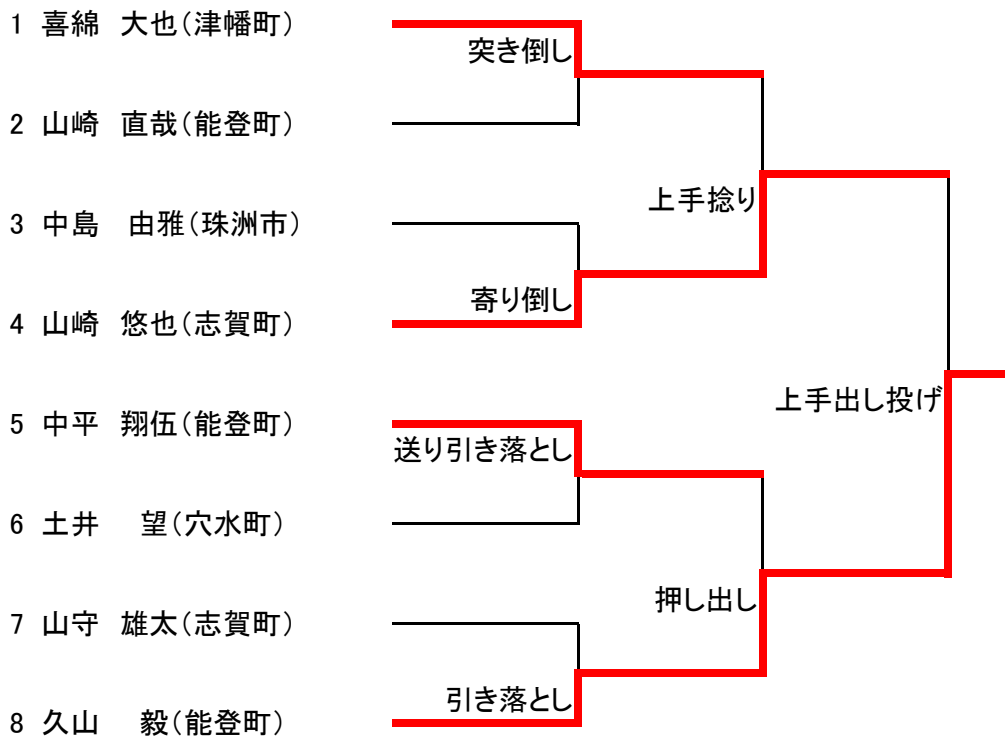 1 喜綿 大也(津幡町)
突き倒し
2 山崎 直哉(能登町)
上手捻り
3 中島 由雅(珠洲市)
寄り倒し
4 山崎 悠也(志賀町)
上手出し投げ
5 中平 翔伍(能登町)
送り引き落とし
6 土井 望(穴水町)
押し出し
7 山守 雄太(志賀町)
引き落とし
8 久山 毅(能登町)